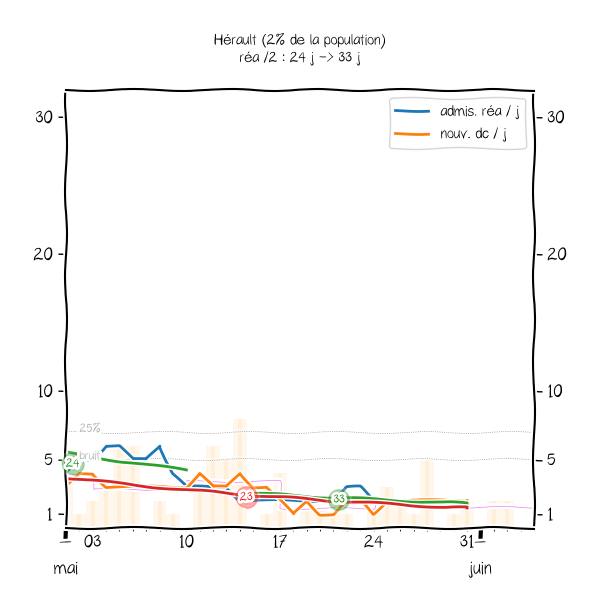 Hérault (2% de la population)
réa /2 : 24 j -> 33 j
admis. réa / j
nouv. dc / j
30
30
20
20
10
10
25%
5
bruit
5
24
23
33
1
1
03
10
17
24
31
mai
juin